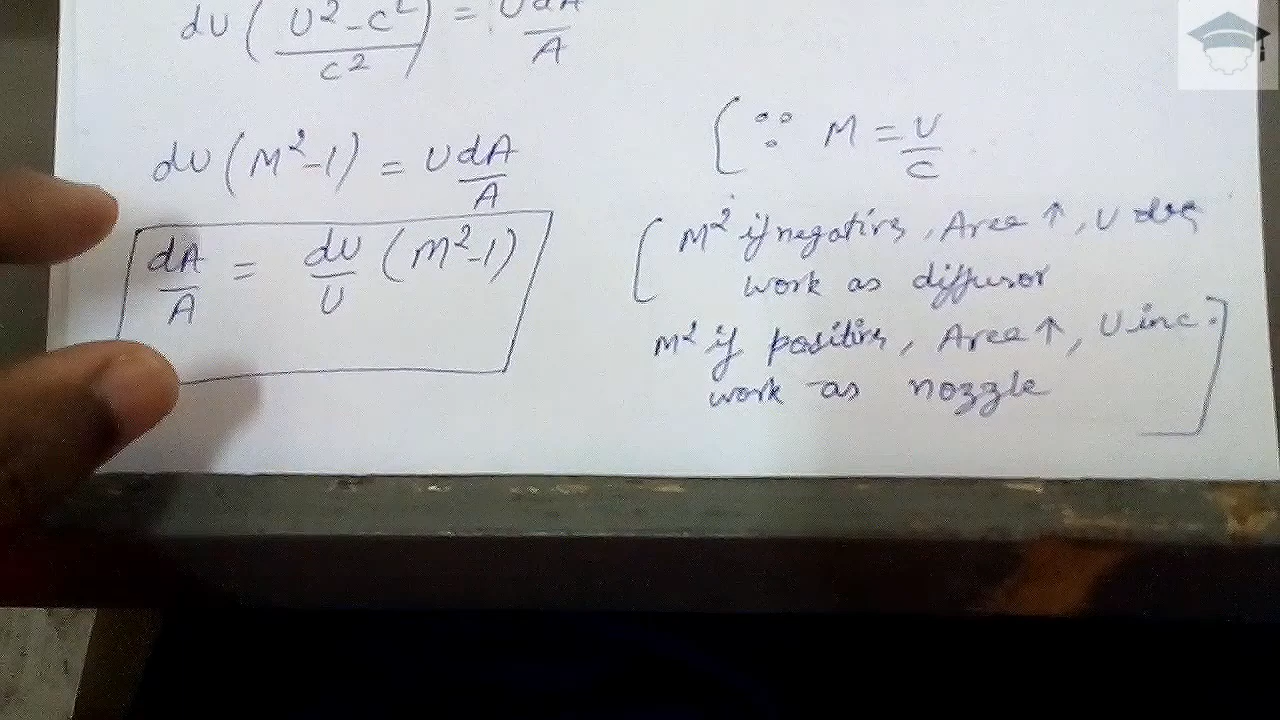 dU ( U² - C² / C² ) = U dA / A
dU (M² - 1) = U dA / A
dA / A = dU / U (M² - 1)
[ ∵ M = U / C
[ M² if negative, Area ↑, U
work as diffusor
M² if positive, Area ↑, U inc. ]
work as nozzle